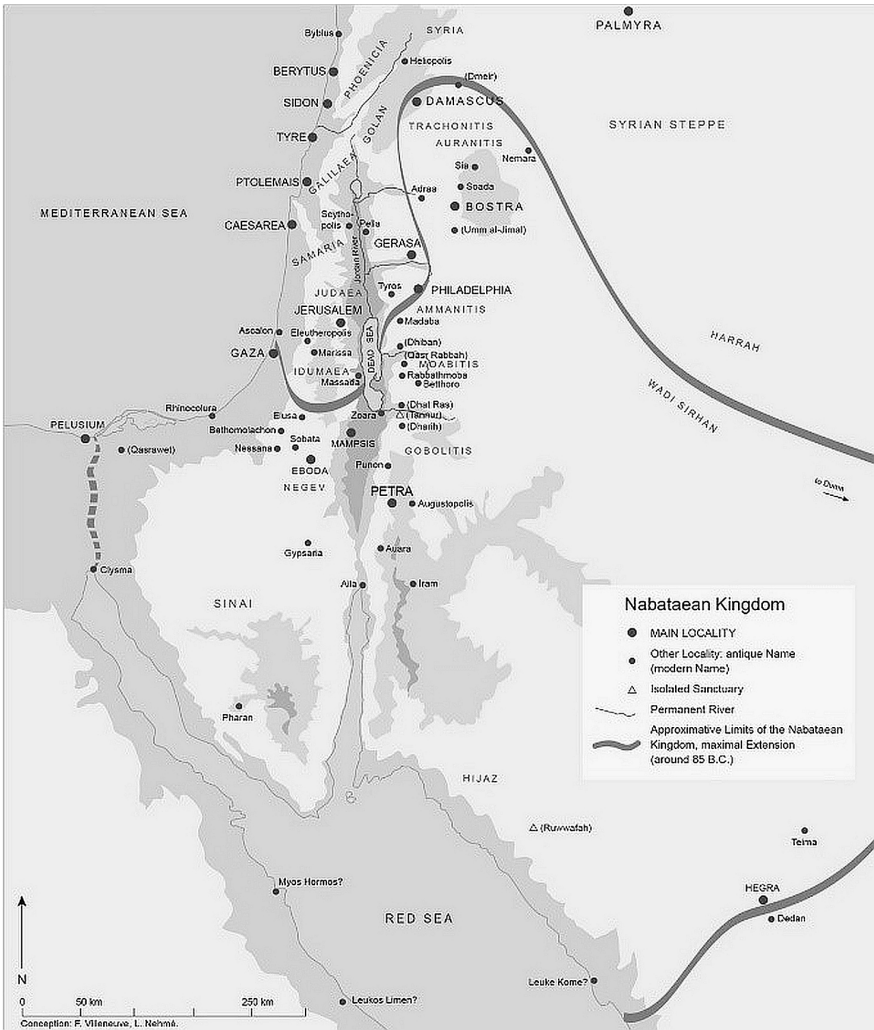 Byblus
SYRIA
PALMYRA
BERYTUS
PHOENICIA
Heliopolis
(Dmeir)
SIDON
DAMASCUS
GOLAN
TRACHONITIS
SYRIAN STEPPE
TYRE
AURANITIS
GALILAEA
Nemara
Sia
PTOLEMAIS
Adraa
Soada
MEDITERRANEAN SEA
BOSTRA
CAESAREA
Scytho-
polis
Pella
(Umm al-Jimal)
SAMARIA
Jordan River
GERASA
JUDAEA
Tyros
PHILADELPHIA
JERUSALEM
AMMANITIS
Ascalon
Eleutheropolis
Madaba
HARRAH
GAZA
Marissa
DEAD SEA
(Dhiban)
(Qasr Rabbah)
MOABITIS
IDUMAEA
Massada
Rabbathmoba
Betthoro
WADI SIRHAN
Rhinocolura
Elusa
Zoara
(Dhat Ras)
(Tannur)
PELUSIUM
Bethomolachon
MAMPSIS
(Dharih)
(Qasrawet)
Nessana
Sobata
GOBOLITIS
EBODA
Punon
NEGEV
to Duma
PETRA
Augustopolis
Gypsaria
Auara
Clysma
Aila
Iram
SINAI
Nabataean Kingdom
MAIN LOCALITY
Other Locality: antique Name
(modern Name)
Isolated Sanctuary
Pharan
Permanent River
Approximative Limits of the Nabataean
Kingdom, maximal Extension
(around 85 B.C.)
HIJAZ
(Ruwwafah)
Teima
Myos Hormos?
HEGRA
RED SEA
Dedan
N
Leuke Kome?
0 50 km 250 km
Leukos Limen?
Conception: F. Villeneuve, L. Nehmé.